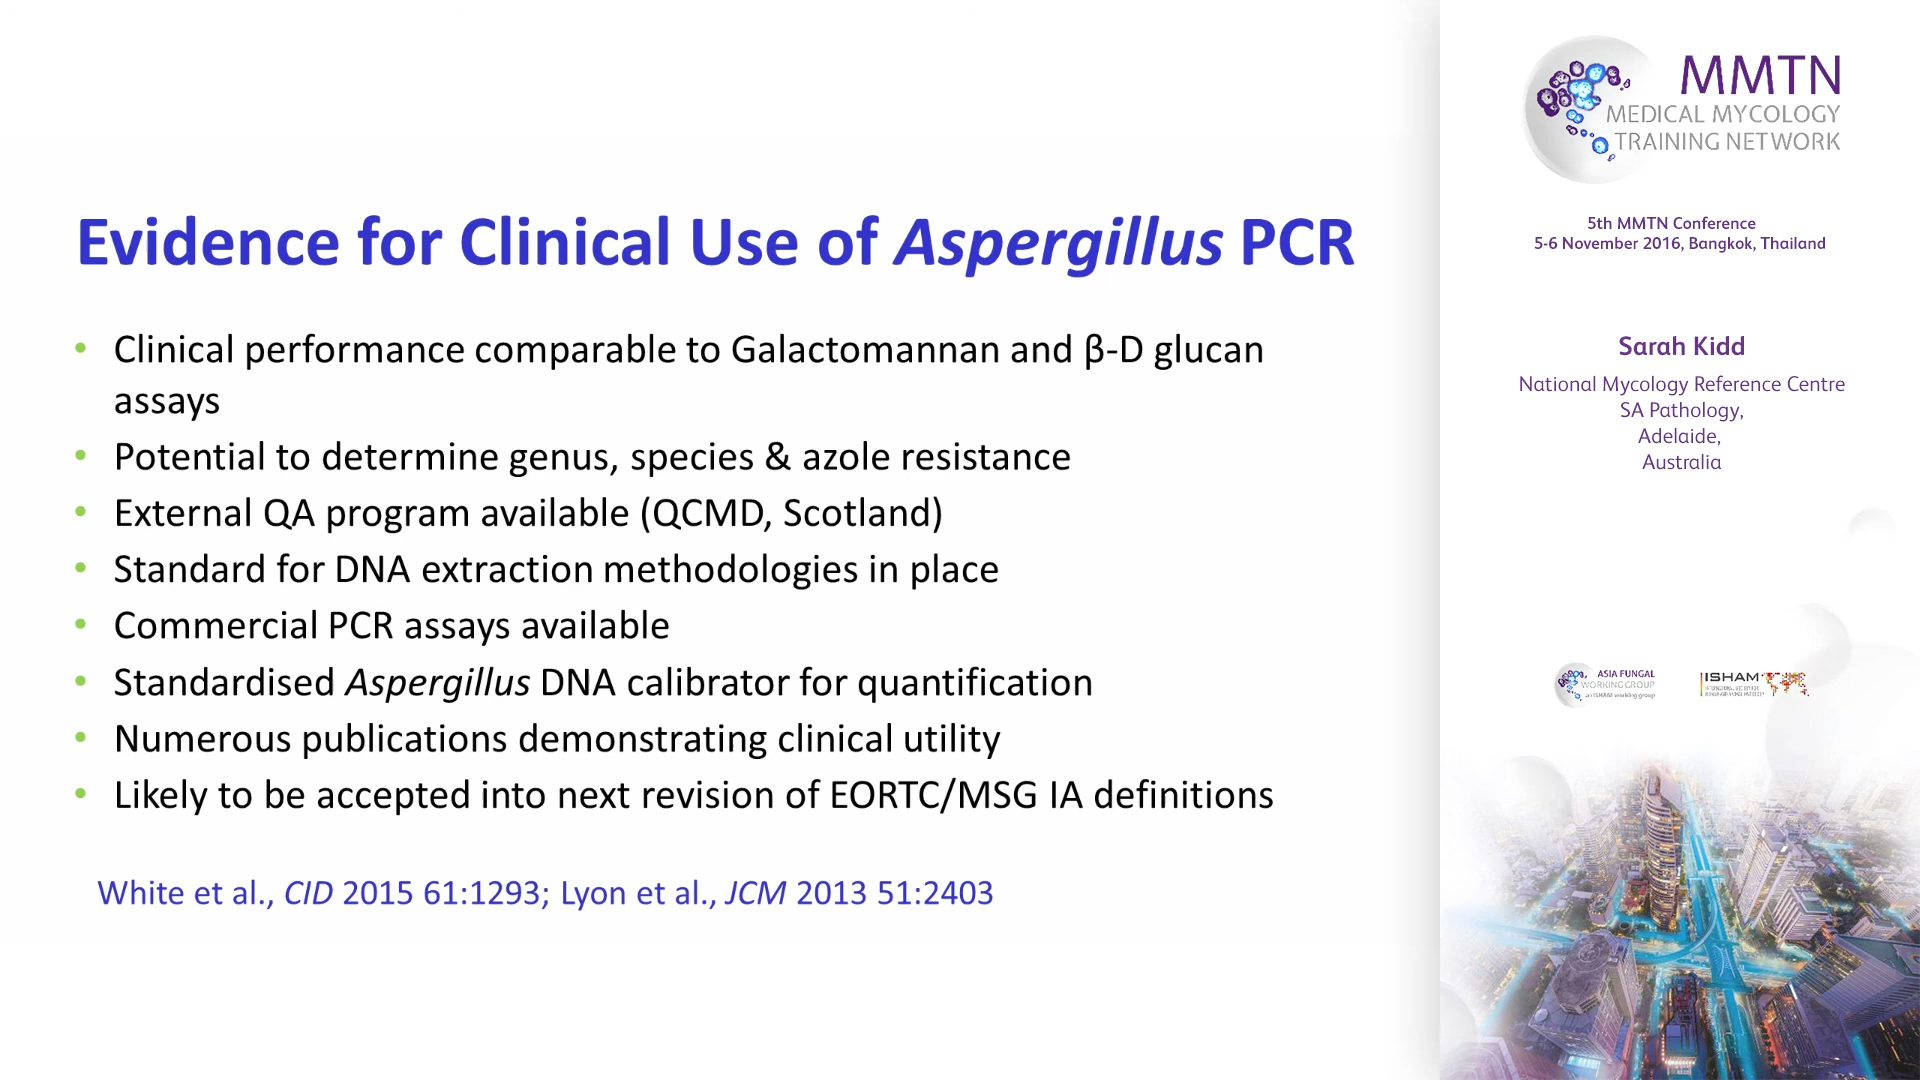 Evidence for Clinical Use of Aspergillus PCR
• Clinical performance comparable to Galactomannan and β-D glucan
assays
• Potential to determine genus, species & azole resistance
• External QA program available (QCMD, Scotland)
• Standard for DNA extraction methodologies in place
• Commercial PCR assays available
• Standardised Aspergillus DNA calibrator for quantification
• Numerous publications demonstrating clinical utility
• Likely to be accepted into next revision of EORTC/MSG IA definitions
White et al., CID 2015 61:1293; Lyon et al., JCM 2013 51:2403
MMTN
MEDICAL MYCOLOGY
TRAINING NETWORK
5th MMTN Conference
5-6 November 2016, Bangkok, Thailand
Sarah Kidd
National Mycology Reference Centre
SA Pathology,
Adelaide,
Australia
ASIA FUNGAL
WORKING GROUP
an ISHAM working group
ISHAM